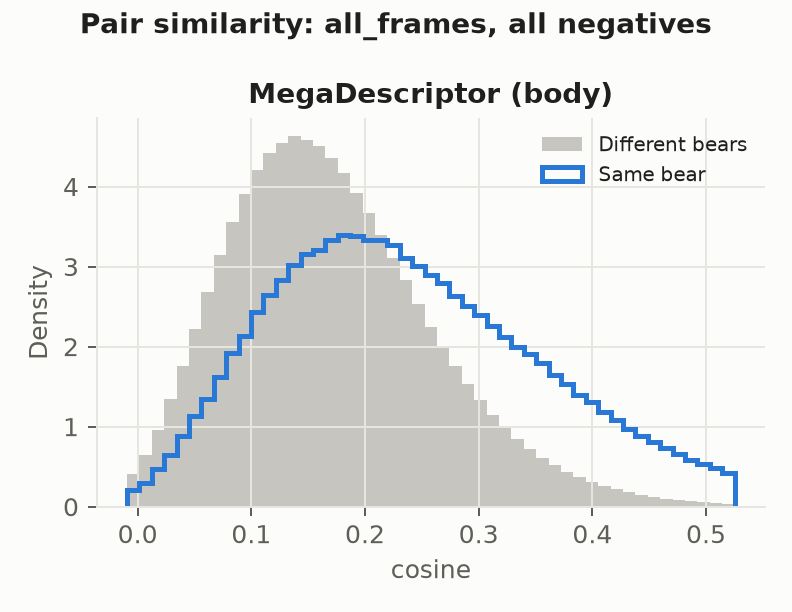 Pair similarity: all_frames, all negatives
MegaDescriptor (body)
Different bears
Same bear
Density
4
3
2
1
0
0.0 0.1 0.2 0.3 0.4 0.5
cosine